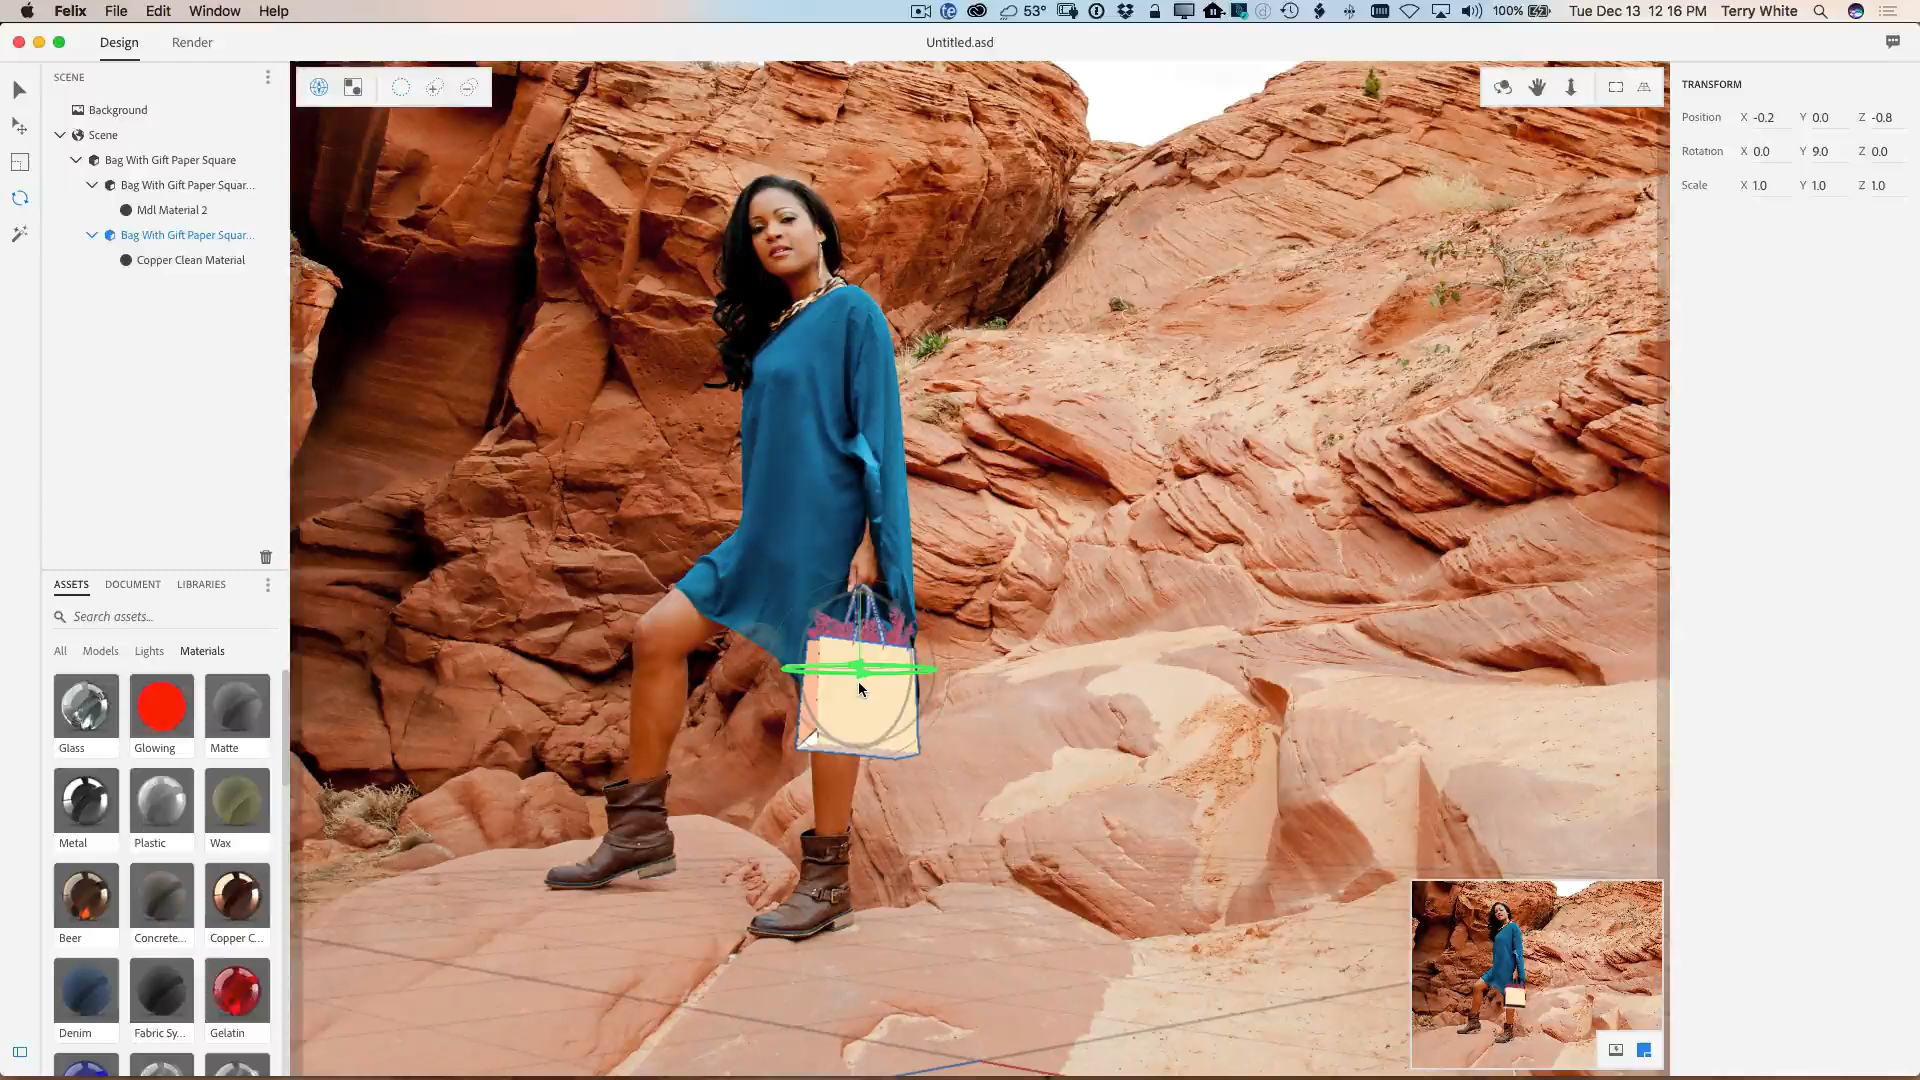 Felix File Edit Window Help 53° 100% Tue Dec 13 12 16 PM Terry White
Design Render Untitled.asd
SCENE
Background
Scene
Bag With Gift Paper Square
Bag With Gift Paper Squar...
Mdl Material 2
Bag With Gift Paper Squar...
Copper Clean Material
TRANSFORM
Position X -0.2 Y 0.0 Z -0.8
Rotation X 0.0 Y 9.0 Z 0.0
Scale X 1.0 Y 1.0 Z 1.0
ASSETS DOCUMENT LIBRARIES
Search assets...
All Models Lights Materials
Glass Glowing Matte
Metal Plastic Wax
Beer Concrete... Copper C...
Denim Fabric Sy... Gelatin